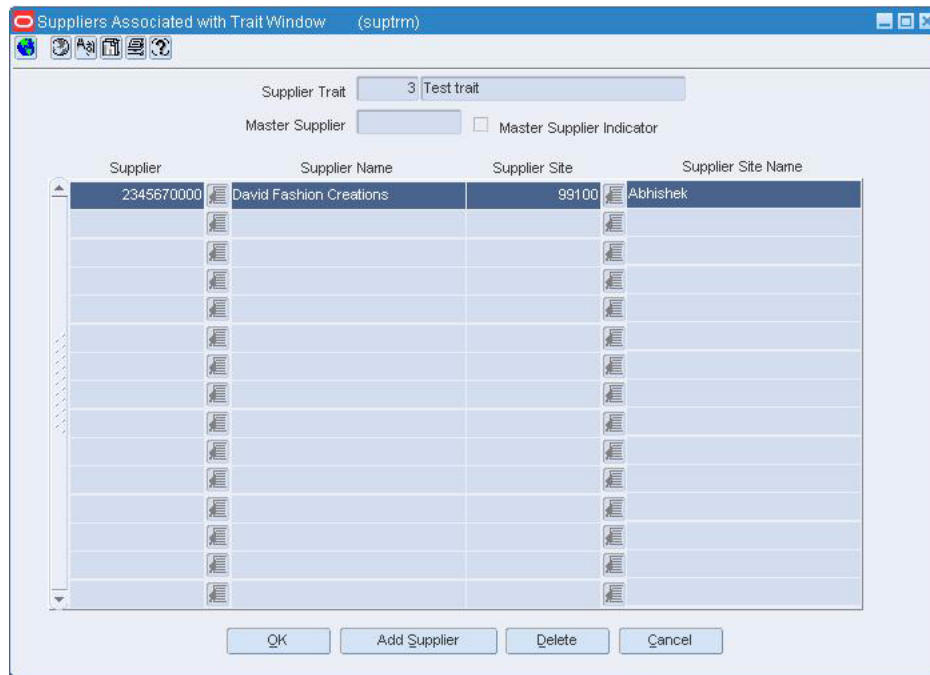 Suppliers Associated with Trait Window (suptrm)
Supplier Trait 3 Test trait
Master Supplier Master Supplier Indicator
Supplier Supplier Name Supplier Site Supplier Site Name
2345670000 David Fashion Creations 99100 Abhishek
OK Add Supplier Delete Cancel